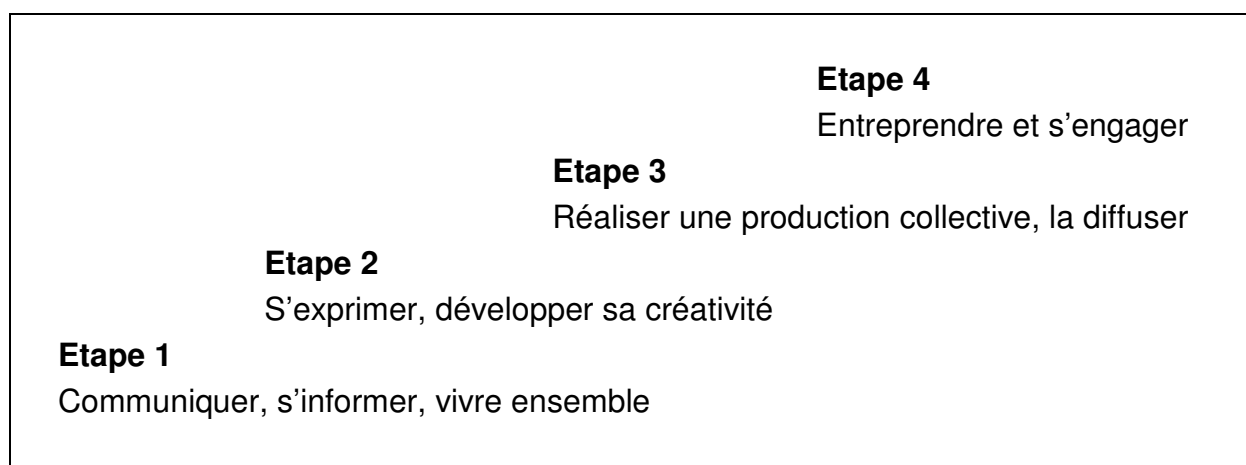 Etape 4
Entreprendre et s'engager
Etape 3
Réaliser une production collective, la diffuser
Etape 2
S'exprimer, développer sa créativité
Etape 1
Communiquer, s'informer, vivre ensemble